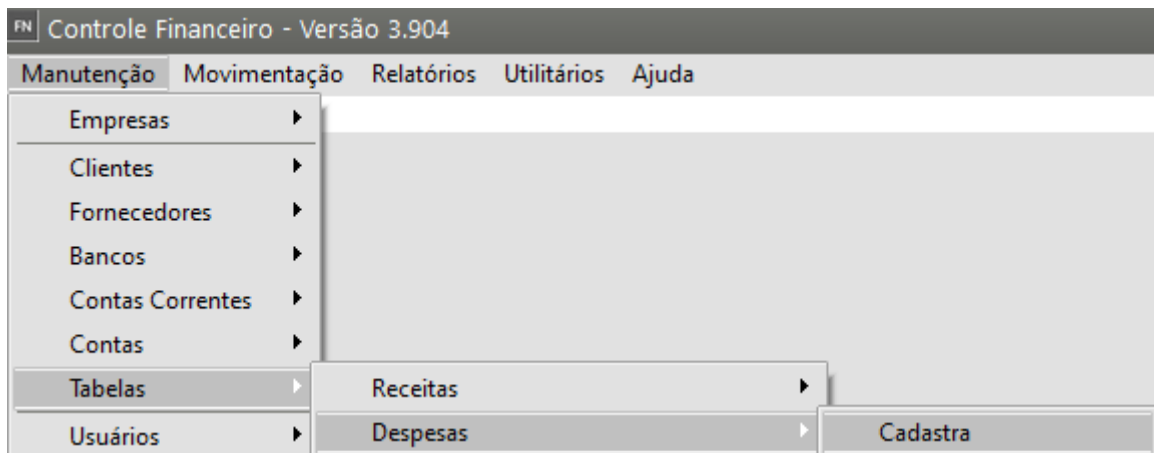 FN Controle Financeiro - Versão 3.904
Manutenção Movimentação Relatórios Utilitários Ajuda
Empresas
Clientes
Fornecedores
Bancos
Contas Correntes
Contas
Tabelas Receitas
Usuários Despesas Cadastra